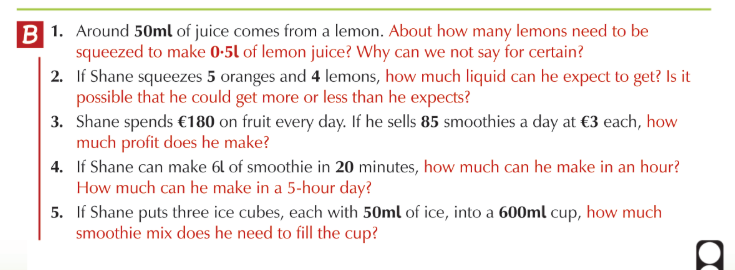 B 1. Around 50ml of juice comes from a lemon. About how many lemons need to be
squeezed to make 0·5l of lemon juice? Why can we not say for certain?
2. If Shane squeezes 5 oranges and 4 lemons, how much liquid can he expect to get? Is it
possible that he could get more or less than he expects?
3. Shane spends €180 on fruit every day. If he sells 85 smoothies a day at €3 each, how
much profit does he make?
4. If Shane can make 6l of smoothie in 20 minutes, how much can he make in an hour?
How much can he make in a 5-hour day?
5. If Shane puts three ice cubes, each with 50ml of ice, into a 600ml cup, how much
smoothie mix does he need to fill the cup?